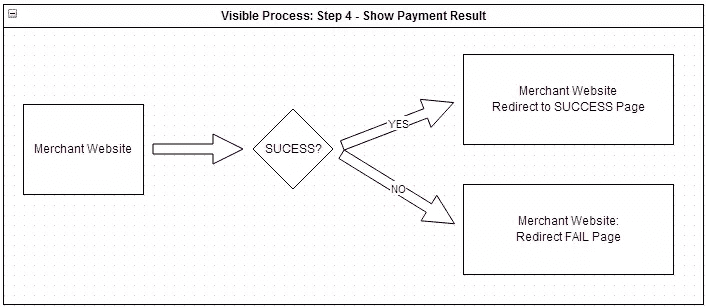 Visible Process: Step 4 - Show Payment Result
Merchant Website
SUCESS?
YES
Merchant Website
Redirect to SUCCESS Page
NO
Merchant Website:
Redirect FAIL Page